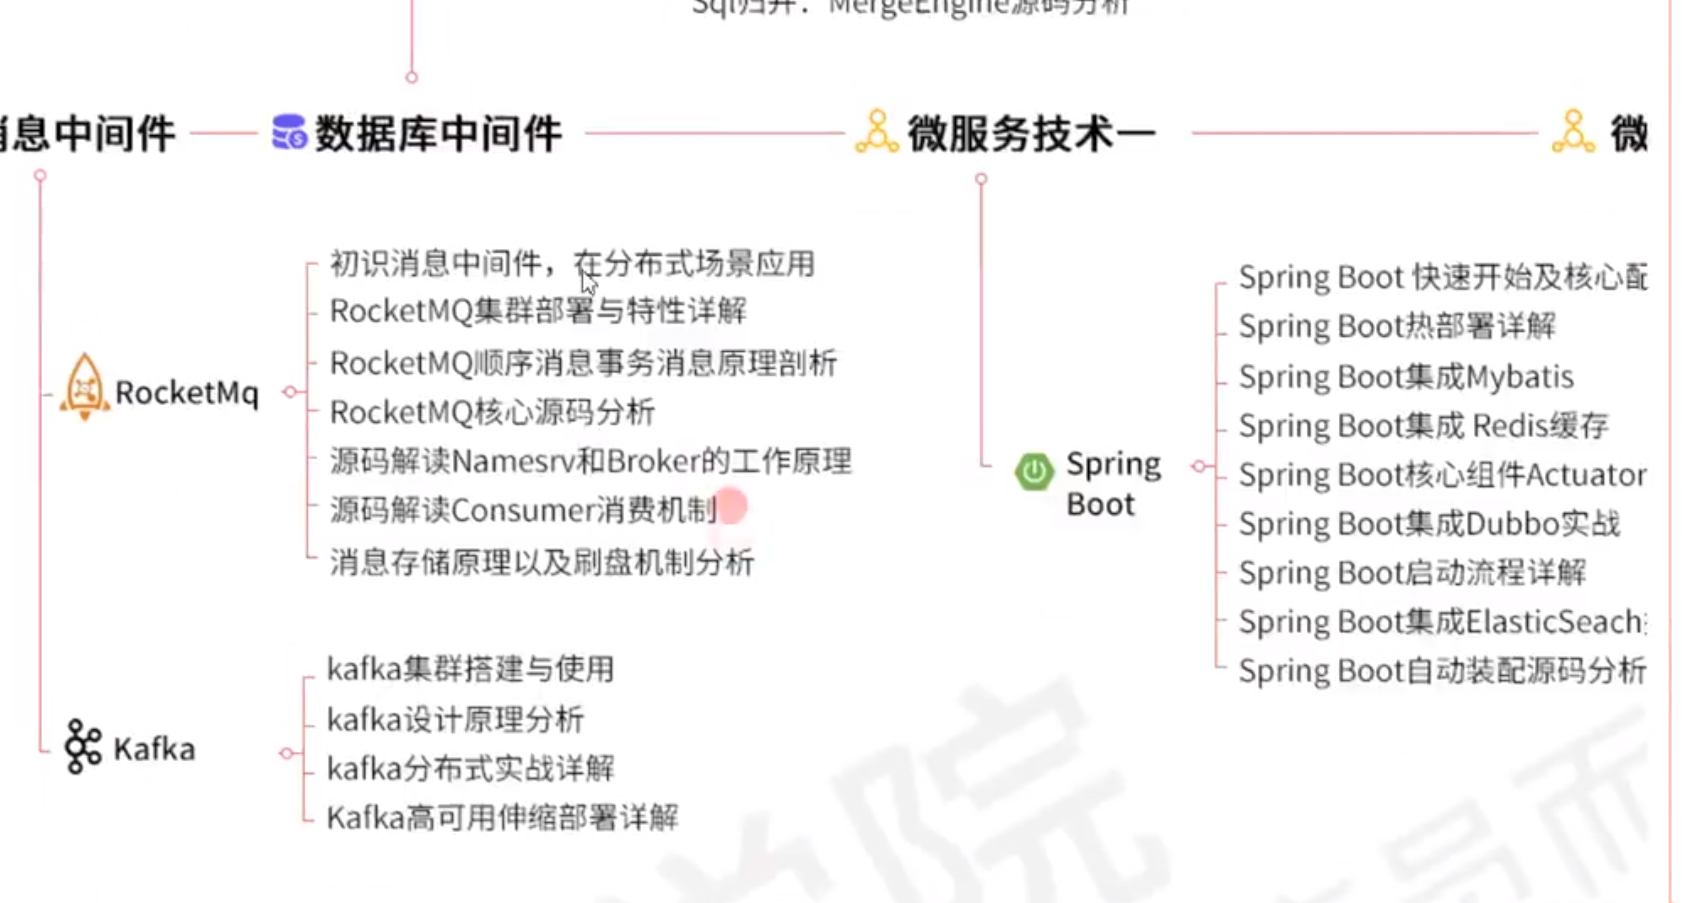 Sql归并：MergeEngine源码分析
息中间件
数据库中间件
微服务技术一
微
RocketMq
初识消息中间件，在分布式场景应用
RocketMQ集群部署与特性详解
RocketMQ顺序消息事务消息原理剖析
RocketMQ核心源码分析
源码解读Namesrv和Broker的工作原理
源码解读Consumer消费机制
消息存储原理以及刷盘机制分析
Kafka
kafka集群搭建与使用
kafka设计原理分析
kafka分布式实战详解
Kafka高可用伸缩部署详解
Spring
Boot
Spring Boot 快速开始及核心配
Spring Boot热部署详解
Spring Boot集成Mybatis
Spring Boot集成 Redis缓存
Spring Boot核心组件Actuator
Spring Boot集成Dubbo实战
Spring Boot启动流程详解
Spring Boot集成ElasticSeach
Spring Boot自动装配源码分析
学院
员而